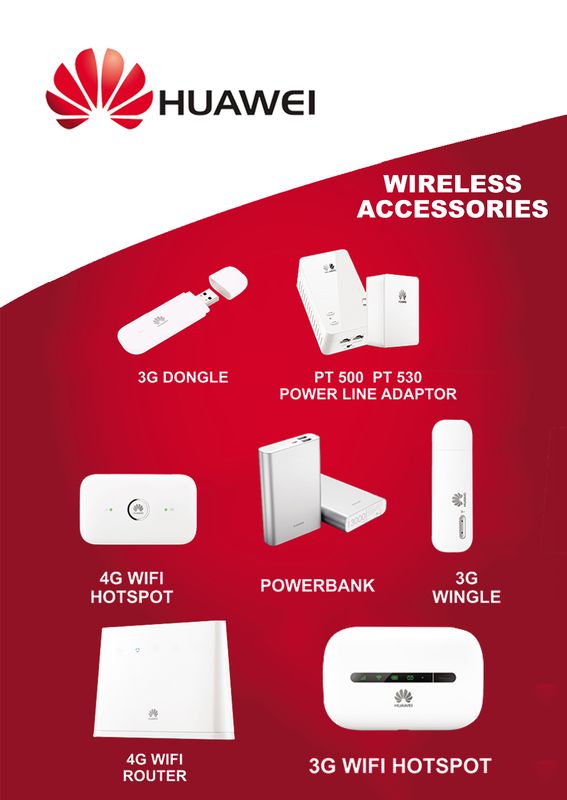 HUAWEI
WIRELESS
ACCESSORIES
3G DONGLE
PT 500 PT 530
POWER LINE ADAPTOR
4G WIFI
HOTSPOT
POWERBANK
3G
WINGLE
HUAWEI
4G WIFI
ROUTER
3G WIFI HOTSPOT